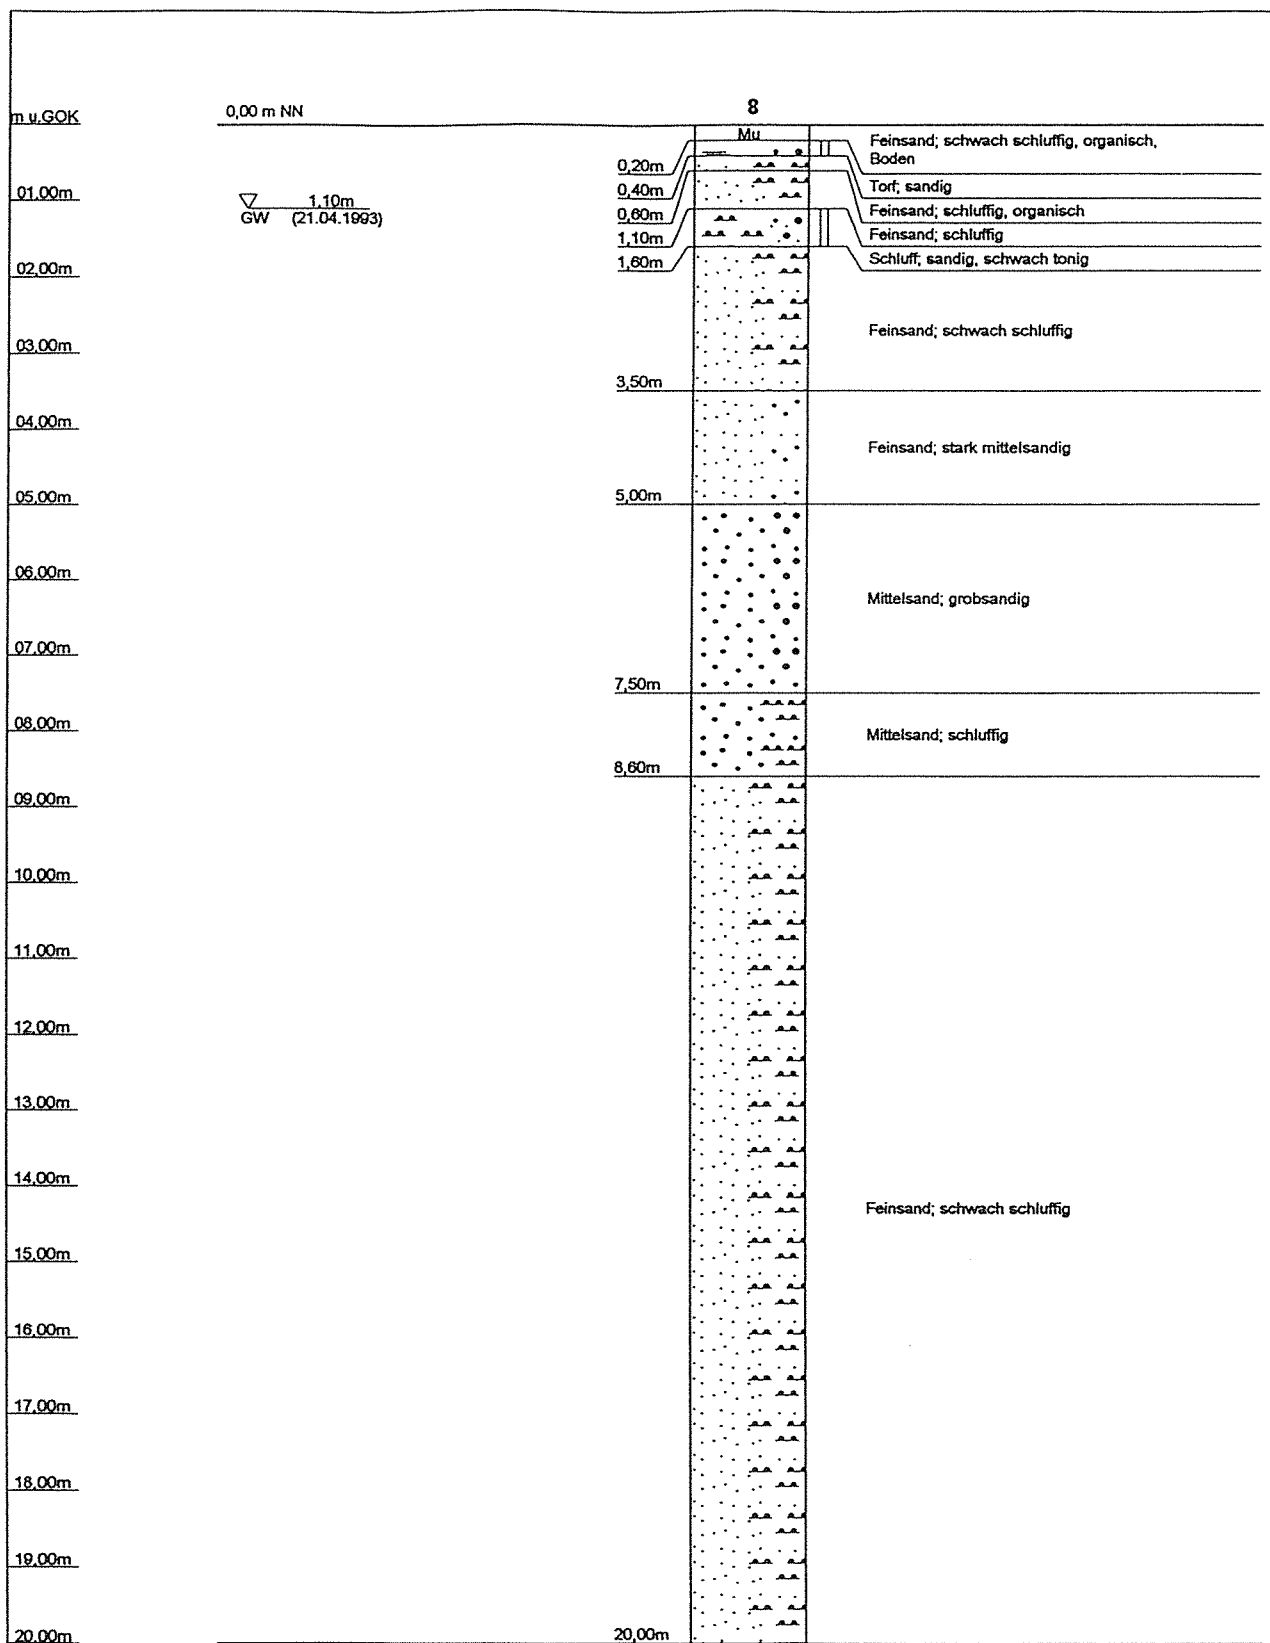 8
0,00 m NN
m u.GOK
Mu
Feinsand; schwach schluffig, organisch,
Boden
0,20m
Torf; sandig
0,40m
01,00m
1,10m
GW (21.04.1993)
Feinsand; schluffig, organisch
0,60m
Feinsand; schluffig
1,10m
Schluff; sandig, schwach tonig
1,60m
02,00m
Feinsand; schwach schluffig
03,00m
3,50m
04,00m
Feinsand; stark mittelsandig
05,00m
5,00m
06,00m
Mittelsand; grobsandig
07,00m
7,50m
08,00m
Mittelsand; schluffig
8,60m
09,00m
10,00m
11,00m
12,00m
13,00m
14,00m
Feinsand; schwach schluffig
15,00m
16,00m
17,00m
18,00m
19,00m
20,00m
20,00m